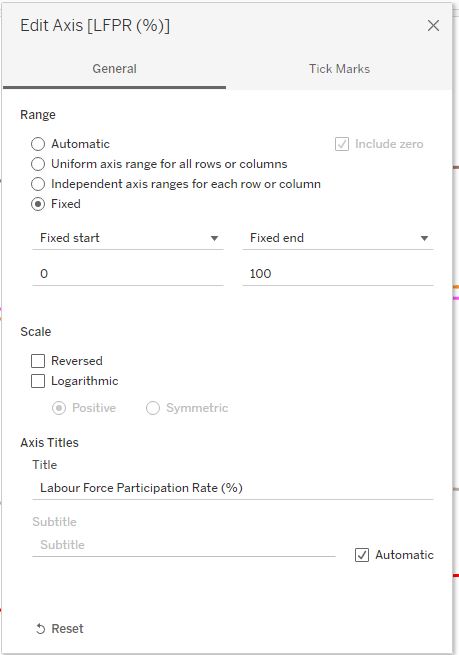 Edit Axis [LFPR (%)]
General Tick Marks
Range
Automatic Include zero
Uniform axis range for all rows or columns
Independent axis ranges for each row or column
Fixed
Fixed start Fixed end
0 100
Scale
Reversed
Logarithmic
Positive Symmetric
Axis Titles
Title
Labour Force Participation Rate (%)
Subtitle
Subtitle Automatic
Reset